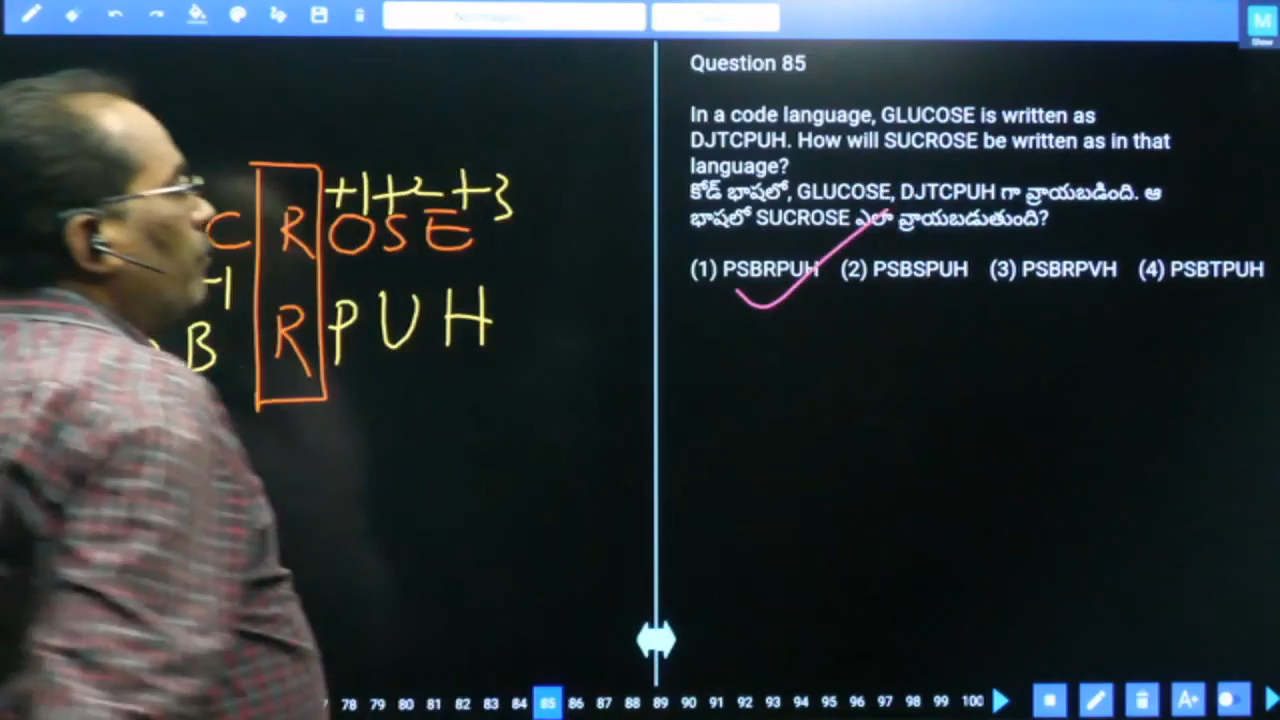 M
Show
Question 85
In a code language, GLUCOSE is written as
DJTCPUH. How will SUCROSE be written as in that
language?
కోడ్ భాషలో, GLUCOSE, DJTCPUH గా వ్రాయబడింది. ఆ
భాషలో SUCROSE ఎలా వ్రాయబడుతుంది?
(1) PSBRPUH (2) PSBSPUH (3) PSBRPVH (4) PSBTPUH
+1 +2 +3
C R O S E
-1
B R P U H
78 79 80 81 82 83 84 85 86 87 88 89 90 91 92 93 94 95 96 97 98 99 100
A+